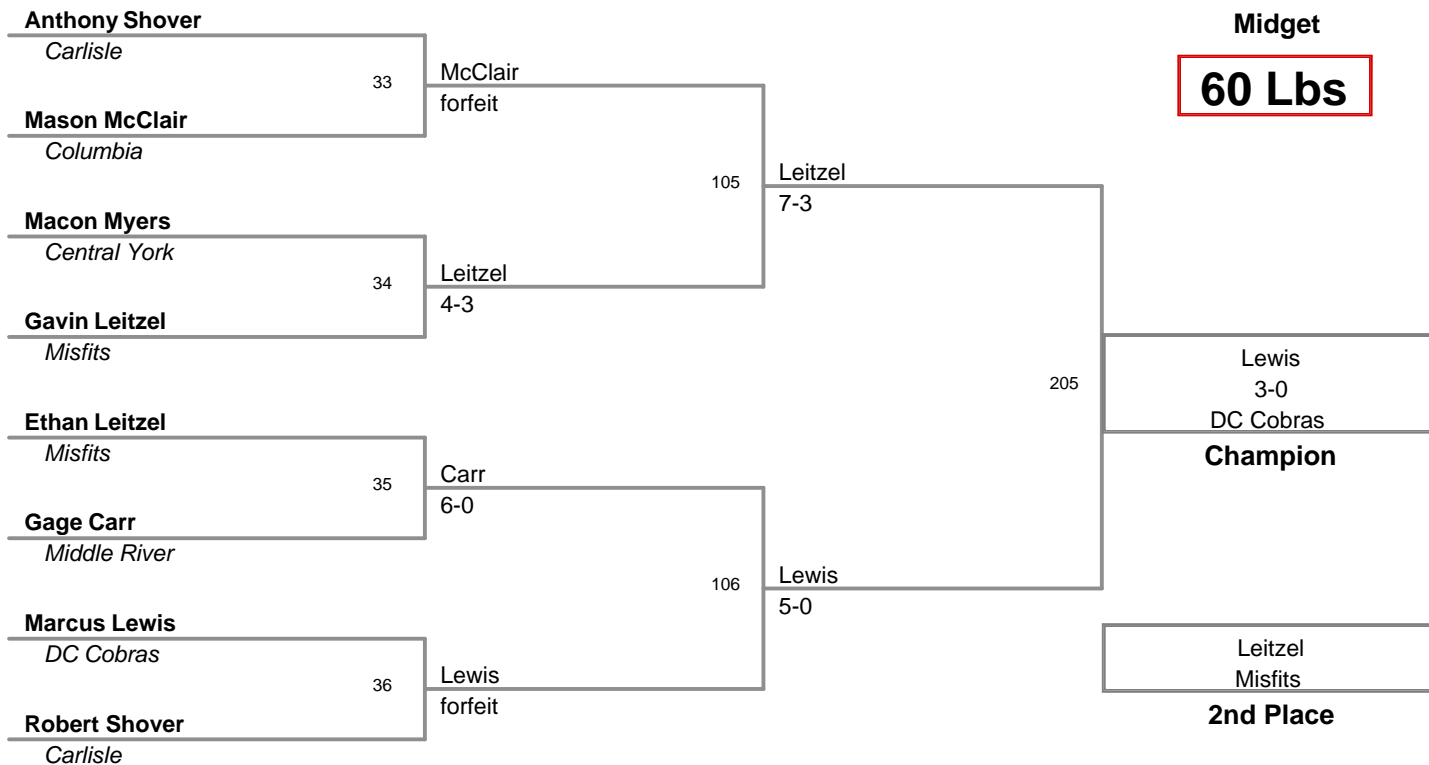 Anthony Shover
Carlisle
33
Mason McClair
Columbia
McClair
forfeit
Macon Myers
Central York
34
Gavin Leitzel
Misfits
Leitzel
4-3
105
Leitzel
7-3
Ethan Leitzel
Misfits
35
Gage Carr
Middle River
Carr
6-0
Marcus Lewis
DC Cobras
36
Robert Shover
Carlisle
Lewis
forfeit
106
Lewis
5-0
205
Midget
60 Lbs
Lewis
3-0
DC Cobras
Champion
Leitzel
Misfits
2nd Place